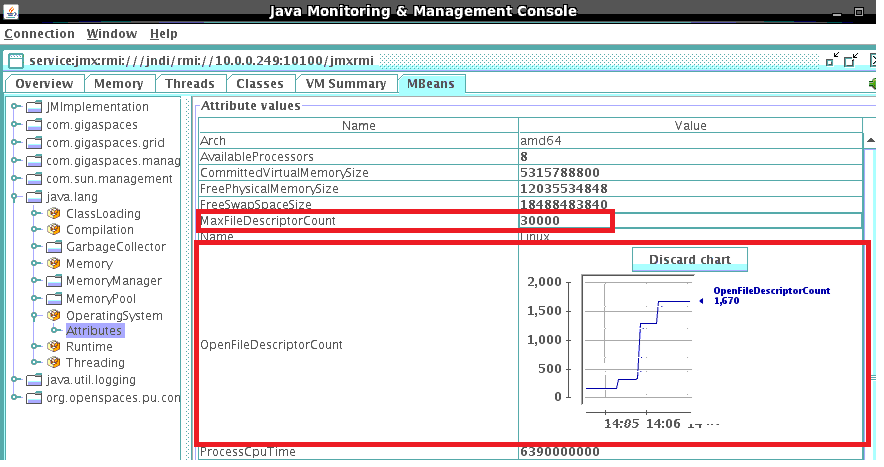 Java Monitoring & Management Console
Connection Window Help
service:jmx:rmi:///jndi/rmi://10.0.0.249:10100/jmxrmi
Overview Memory Threads Classes VM Summary MBeans
JMImplementation
com.gigaspaces
com.gigaspaces.grid
com.gigaspaces.manag
com.sun.management
java.lang
ClassLoading
Compilation
GarbageCollector
Memory
MemoryManager
MemoryPool
OperatingSystem
Attributes
Runtime
Threading
java.util.logging
org.openspaces.pu.con
Attribute values
Name Value
Arch amd64
AvailableProcessors 8
CommittedVirtualMemorySize 5315788800
FreePhysicalMemorySize 12035534848
FreeSwapSpaceSize 18488483840
MaxFileDescriptorCount 30000
Name Linux
OpenFileDescriptorCount
Discard chart
2,000
1,500
1,000
500
0
OpenFileDescriptorCount
1,670
14:05 14:06
ProcessCpuTime 6390000000